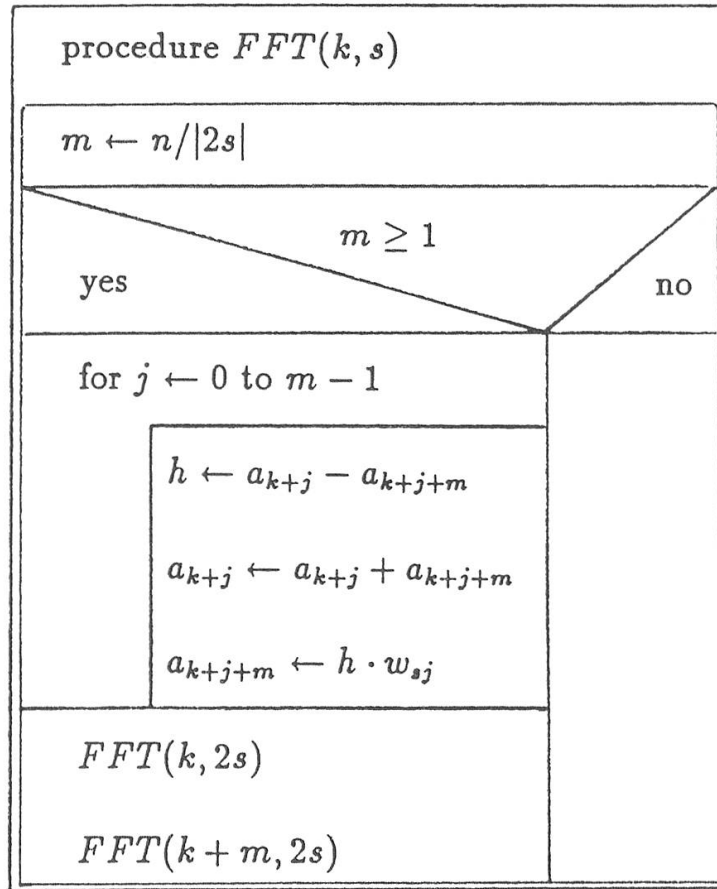 procedure FFT(k, s)
m ← n/|2s|
m ≥ 1
yes
no
for j ← 0 to m − 1
h ← a_{k+j} − a_{k+j+m}
a_{k+j} ← a_{k+j} + a_{k+j+m}
a_{k+j+m} ← h · w_{sj}
FFT(k, 2s)
FFT(k + m, 2s)